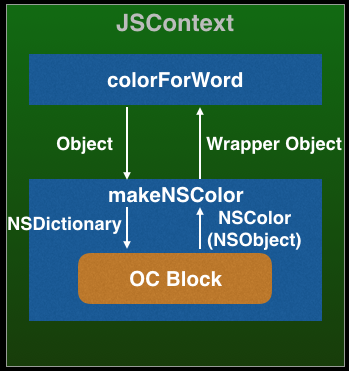 JSContext
colorForWord
Object
Wrapper Object
makeNSColor
NSDictionary
NSColor
(NSObject)
OC Block